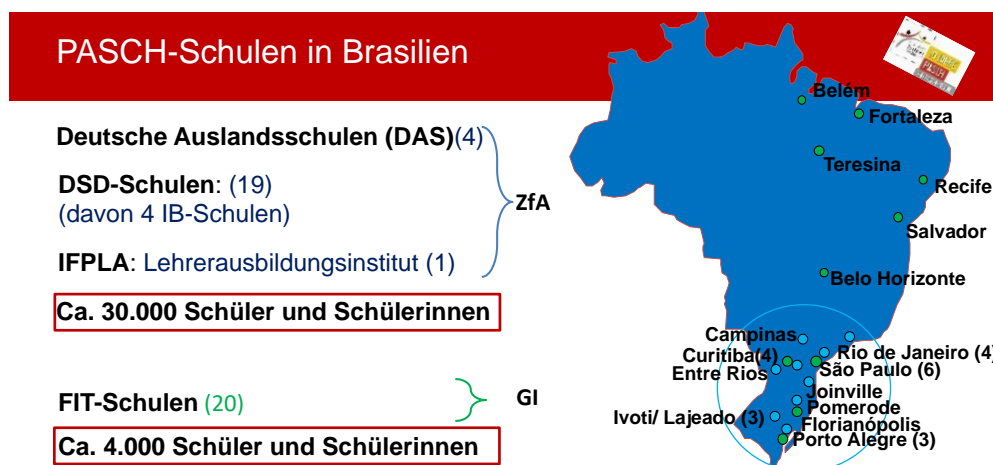 PASCH-Schulen in Brasilien
Deutsche Auslandsschulen (DAS)(4)
DSD-Schulen: (19)
(davon 4 IB-Schulen)
ZfA
IFPLA: Lehrerausbildungsinstitut (1)
Ca. 30.000 Schüler und Schülerinnen
FIT-Schulen (20)
GI
Ca. 4.000 Schüler und Schülerinnen
Belém
Fortaleza
Teresina
Recife
Salvador
Belo Horizonte
Campinas
Rio de Janeiro (4)
Curitiba(4)
São Paulo (6)
Entre Rios
Joinville
Pomerode
Ivoti/ Lajeado (3)
Florianópolis
Porto Alegre (3)
PASCH